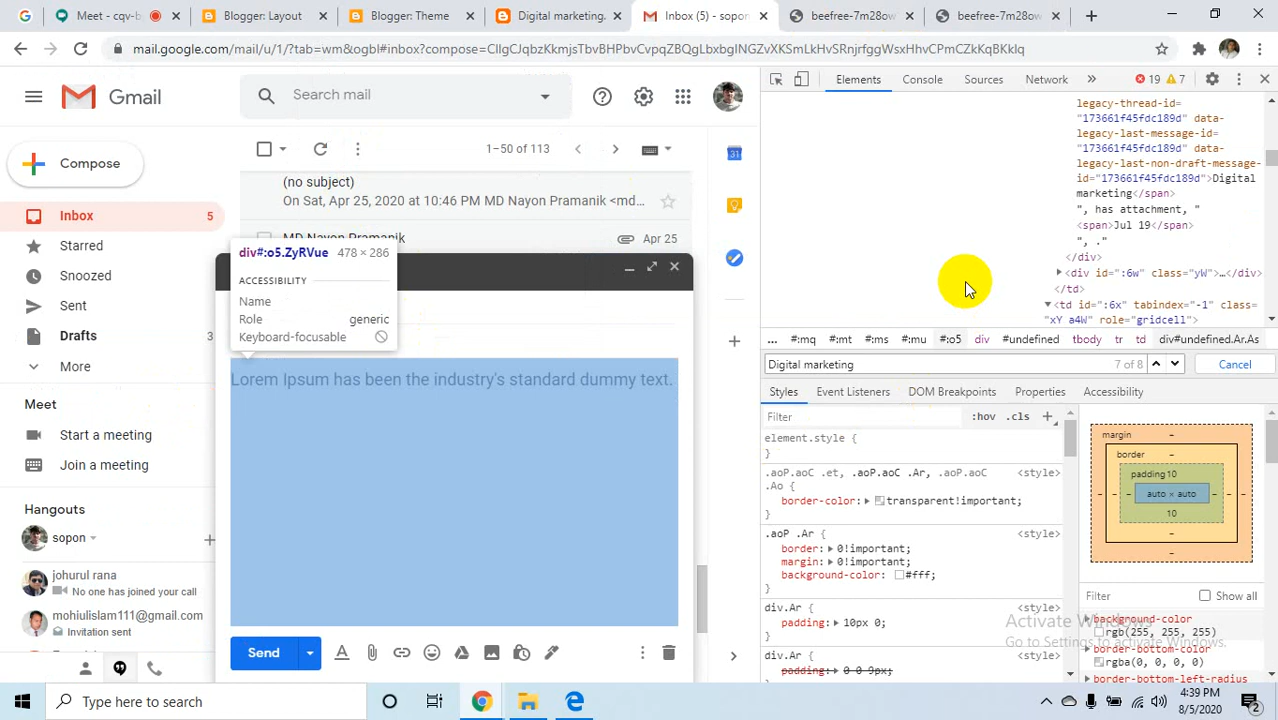 Meet - cqv-b
Blogger: Layout
Blogger: Theme
Digital marketing.
Inbox (5) - sopon
beefree-7m28ow
beefree-7m28ow
mail.google.com/mail/u/1/?tab=wm&ogbl#inbox?compose=
Gmail
Search mail
Compose
1–50 of 113
Inbox 5
Starred
Snoozed
Sent
Drafts 3
More
Meet
Start a meeting
Join a meeting
Hangouts
sopon
johurul rana
No one has joined your call
mohiulislam111@gmail.com
Invitation sent
(no subject)
On Sat, Apr 25, 2020 at 10:46 PM MD Nayon Pramanik <md...
MD Nayon Pramanik Apr 25
div#:o5.ZyRVue 478 × 286
ACCESSIBILITY
Name
Role generic
Keyboard-focusable
Lorem Ipsum has been the industry's standard dummy text.
Send
31
Elements Console Sources Network » 19 7
legacy-thread-id=
"173661f45fdc189d" data-
legacy-last-message-id=
"173661f45fdc189d" data-
legacy-last-non-draft-message-
id="173661f45fdc189d">Digital
marketing</span>
", has attachment, "
<span>Jul 19</span>
", ."
</div>
<div id=":6w" class="yW">…</div>
</td>
<td id=":6x" tabindex="-1" class=
"xY a4W" role="gridcell">
... #:mq #:mt #:ms #:mu #:o5 div #undefined tbody tr td div#undefined.Ar.As
Digital marketing 7 of 8 Cancel
Styles Event Listeners DOM Breakpoints Properties Accessibility
Filter :hov .cls +
element.style {
}
.aoP.aoC .et, .aoP.aoC .Ar, .aoP.aoC <style>
.Ao {
border-color: transparent!important;
}
.aoP .Ar { <style>
border: 0!important;
margin: 0!important;
background-color: #fff;
}
div.Ar { <style>
padding: 10px 0;
}
div.Ar { <style>
padding: 0 0 9px;
margin –
border –
padding 10
auto × auto
10
–
–
Filter Show all
background-color
rgb(255, 255, 255)
border-bottom-color
rgba(0, 0, 0, 0)
border-bottom-left-radius
Activate Windows
Go to Settings to activate Windows.
Type here to search
4:39 PM
8/5/2020
2